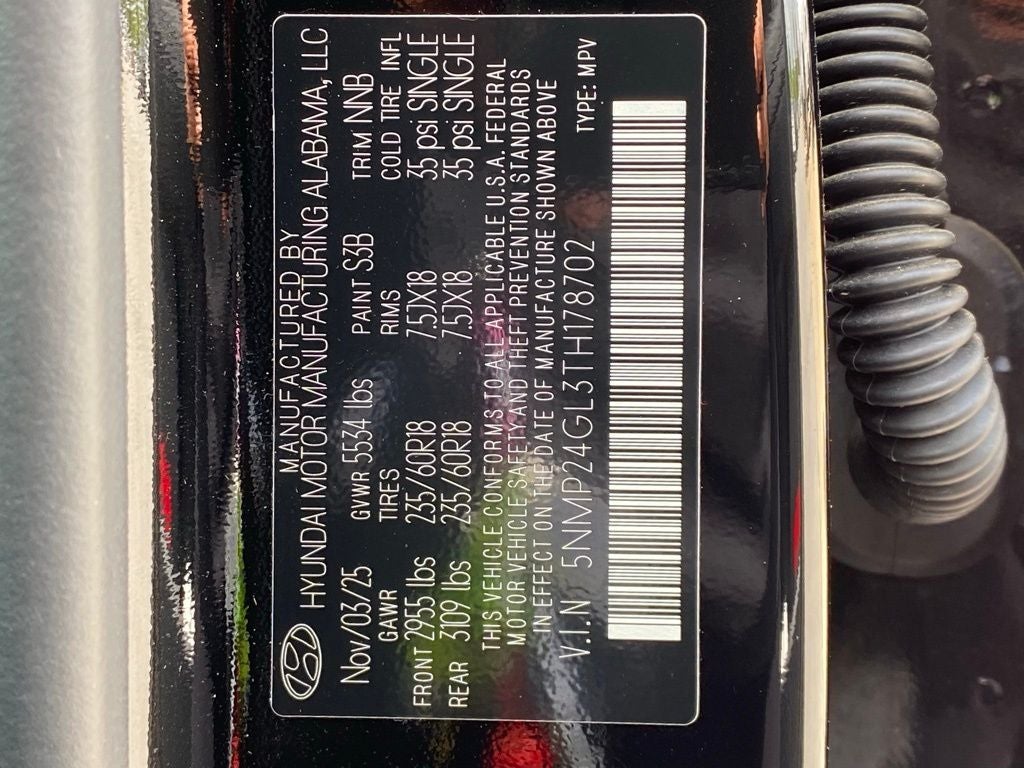 MANUFACTURED BY
HYUNDAI MOTOR MANUFACTURING ALABAMA, LLC
Nov/03/25 GVWR 5534 lbs PAINT S3B TRIM NNB
GAWR TIRES RIMS COLD TIRE INFL
FRONT 2955 lbs 235/60R18 7.5JX18 35 psi SINGLE
REAR 3109 lbs 235/60R18 7.5JX18 35 psi SINGLE
THIS VEHICLE CONFORMS TO ALL APPLICABLE U.S.A. FEDERAL
MOTOR VEHICLE SAFETY AND THEFT PREVENTION STANDARDS
IN EFFECT ON THE DATE OF MANUFACTURE SHOWN ABOVE
V.I.N 5NMP24GL3TH178702 TYPE: MPV